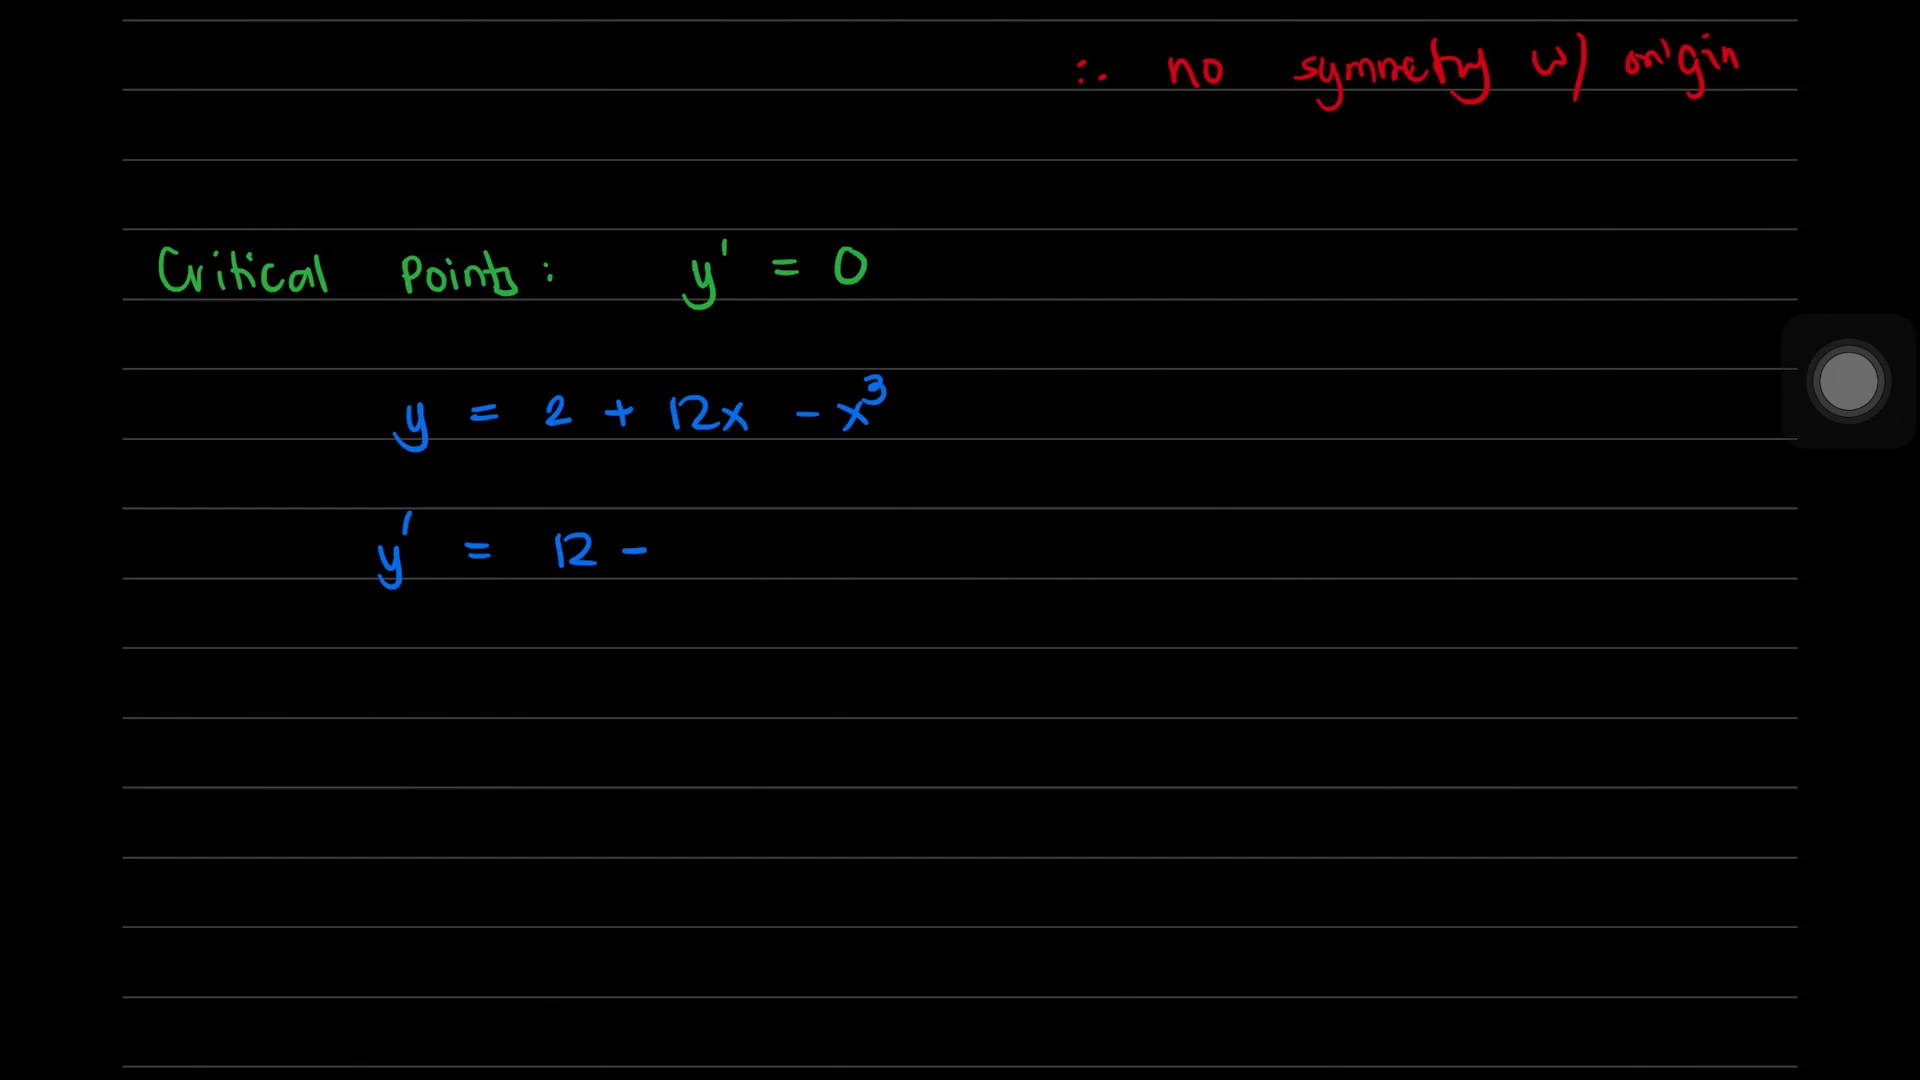 ∴ no symmetry w/ origin
Critical Points: y' = 0
y = 2 + 12x - x³
y' = 12 -